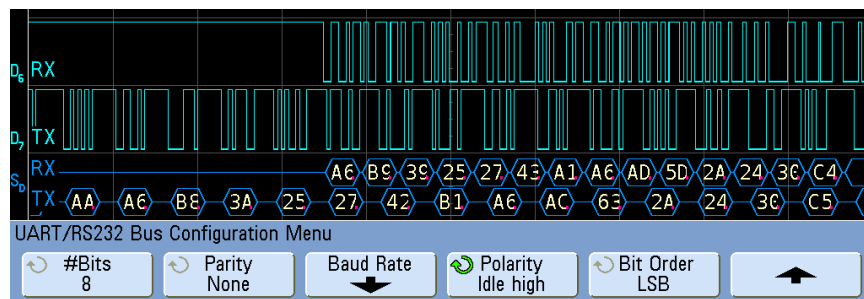 D6 RX
D7 TX
SD RX A6 B9 39 25 27 43 A1 A6 AD 5D 2A 24 30 C4
TX AA A6 B8 3A 25 27 42 B1 A6 AC 63 2A 24 30 C5
UART/RS232 Bus Configuration Menu
#Bits Parity Baud Rate Polarity Bit Order
8 None Idle high LSB